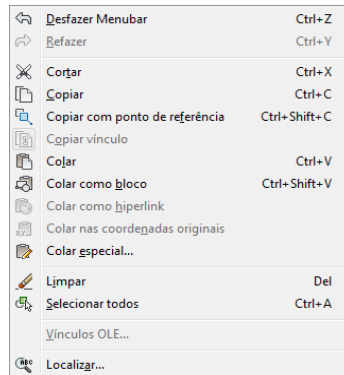 Desfazer Menubar Ctrl+Z
Refazer Ctrl+Y
Cortar Ctrl+X
Copiar Ctrl+C
Copiar com ponto de referência Ctrl+Shift+C
Copiar vínculo
Colar Ctrl+V
Colar como bloco Ctrl+Shift+V
Colar como hiperlink
Colar nas coordenadas originais
Colar especial...
Limpar Del
Selecionar todos Ctrl+A
Vínculos OLE...
ABC Localizar...